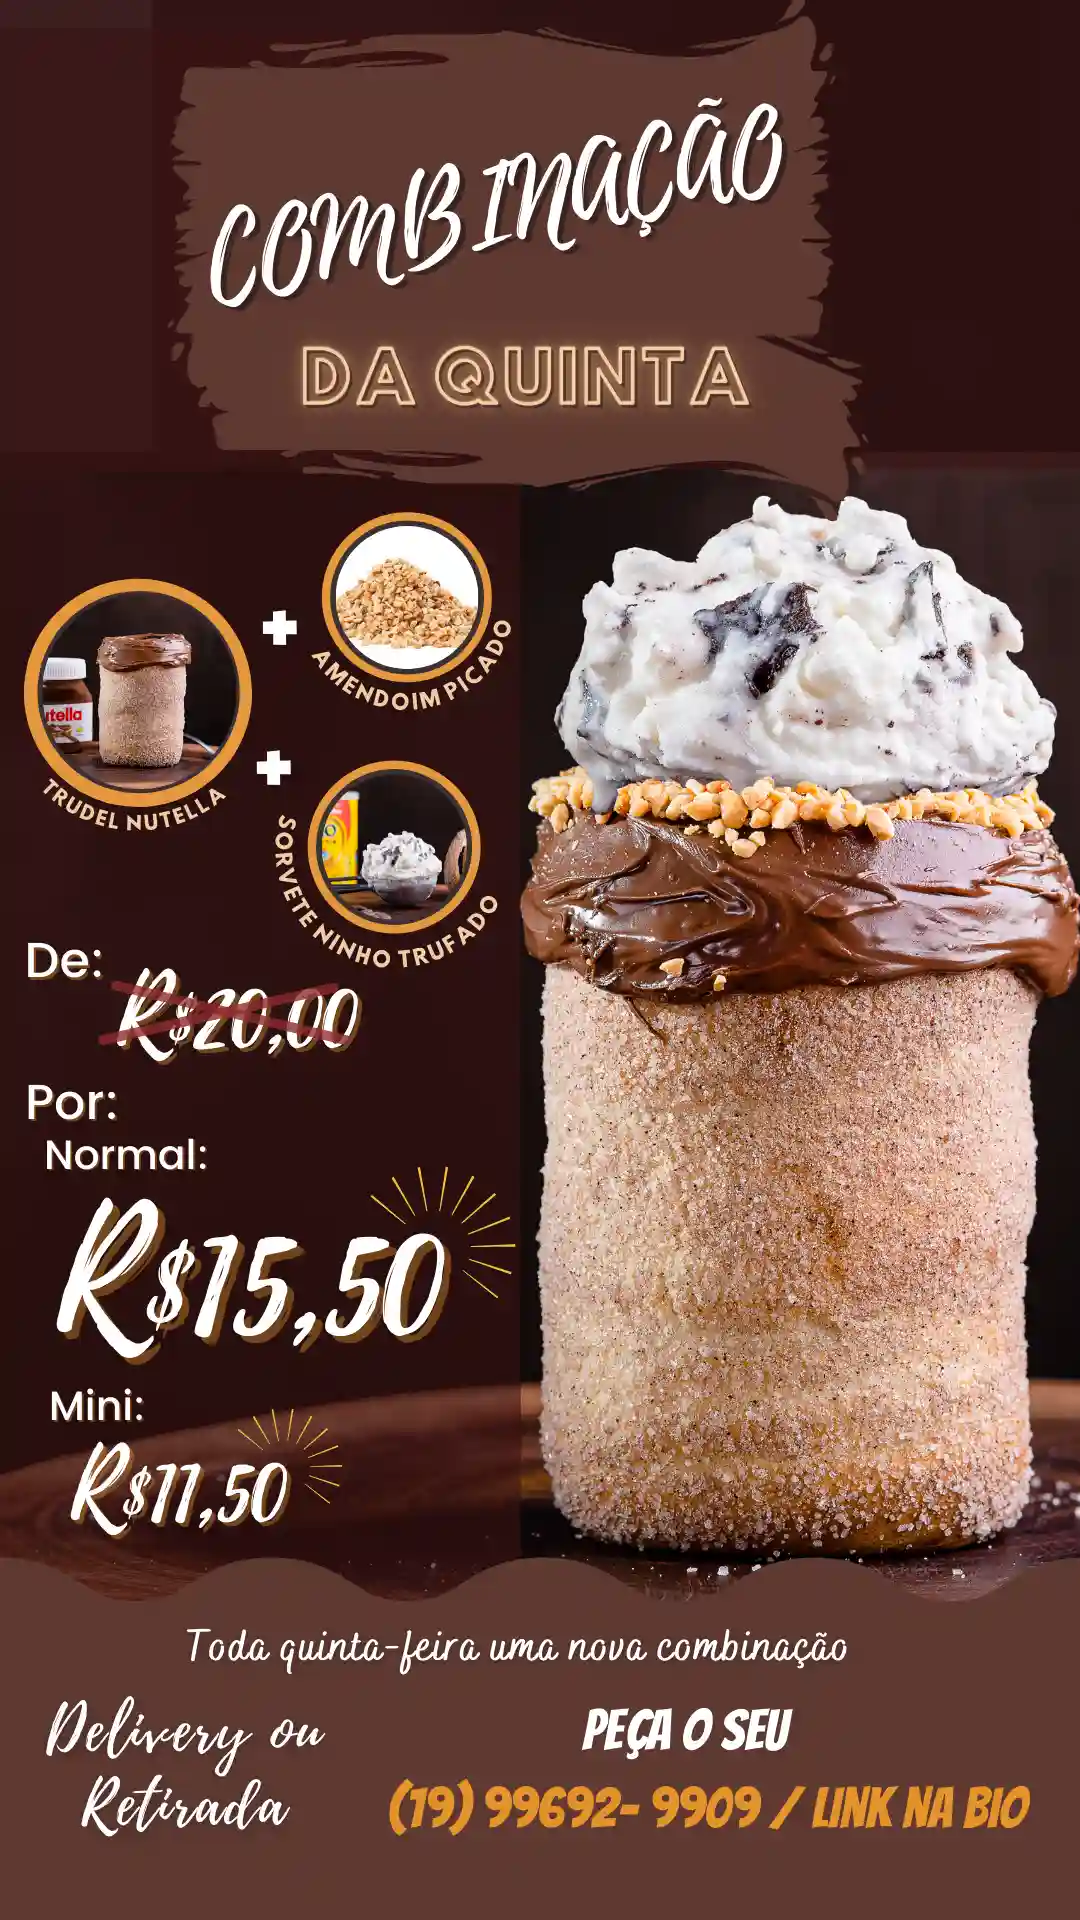 COMBINAÇÃO
DA QUINTA
AMENDOIM PICADO
utella
TRUDEL NUTELLA
SORVETE NINHO TRUFADO
De:
R$20,00
Por:
Normal:
R$15,50
Mini:
R$11,50
Toda quinta-feira uma nova combinação
Delivery ou
Retirada
PEÇA O SEU
(19) 99692- 9909 / LINK NA BIO